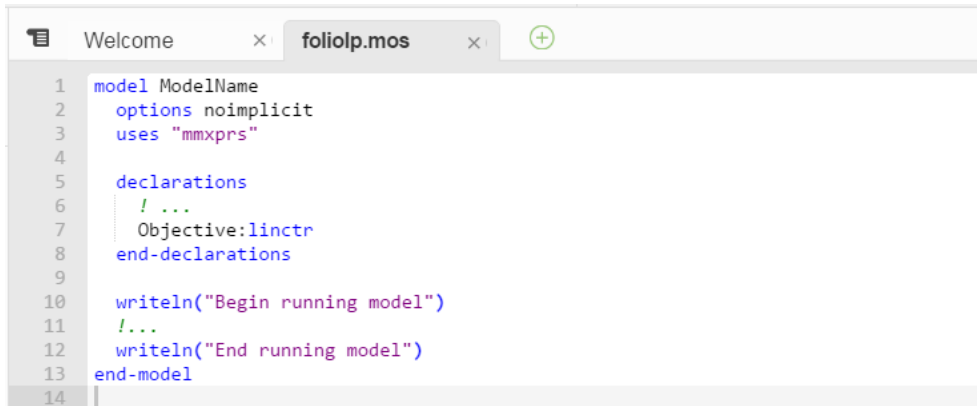 Welcome × foliolp.mos ×
1 model ModelName
2 options noimplicit
3 uses "mmxprs"
4
5 declarations
6 ! ...
7 Objective:linctr
8 end-declarations
9
10 writeln("Begin running model")
11 !...
12 writeln("End running model")
13 end-model
14